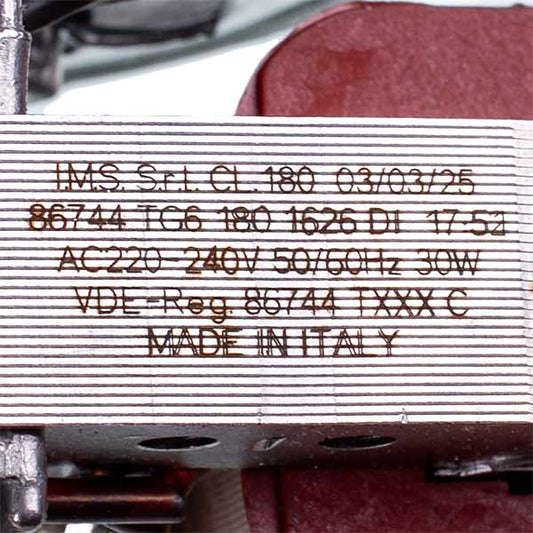 I.M.S. S.r.l. CL.180 03/03/25
86744 TG6 180 1626 DI 17:52
AC220-240V 50/60Hz 30W
VDE-Reg. 86744 TXXX C
MADE IN ITALY